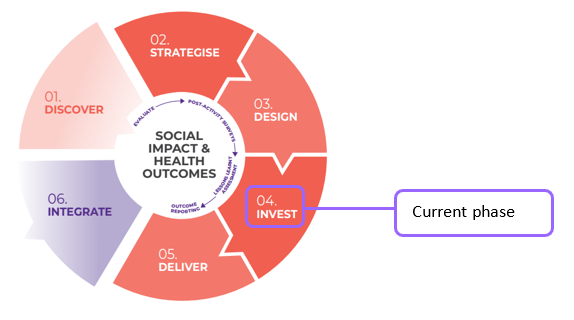 01.
DISCOVER
02.
STRATEGISE
03.
DESIGN
04.
INVEST
05.
DELIVER
06.
INTEGRATE
SOCIAL
IMPACT &
HEALTH
OUTCOMES
EVALUATE
POST-ACTIVITY SURVEYS
LESSONS LEARNT
ASSESSMENT
OUTCOME
REPORTING
Current phase